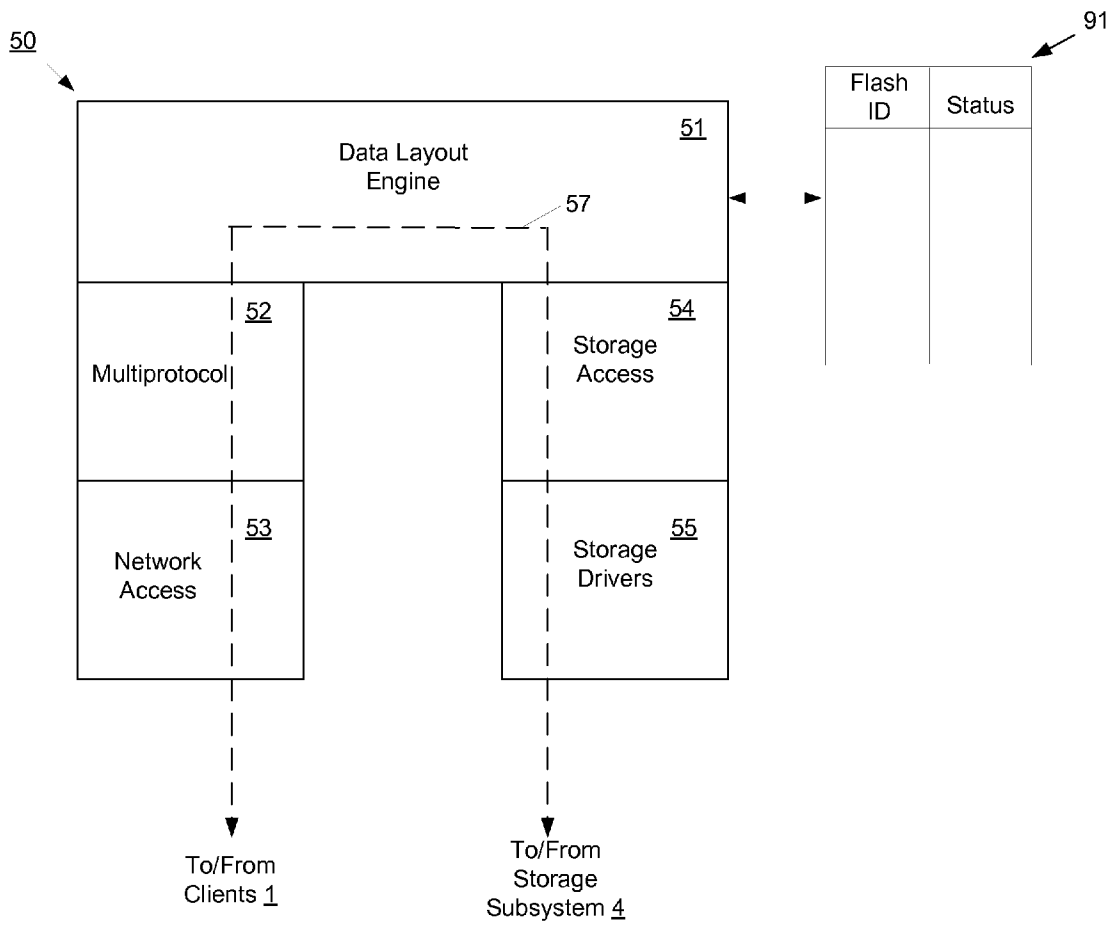 50
91
Flash
ID
Status
51
Data Layout
Engine
57
52
Multiprotocol
54
Storage
Access
53
Network
Access
55
Storage
Drivers
To/From
Clients 1
To/From
Storage
Subsystem 4